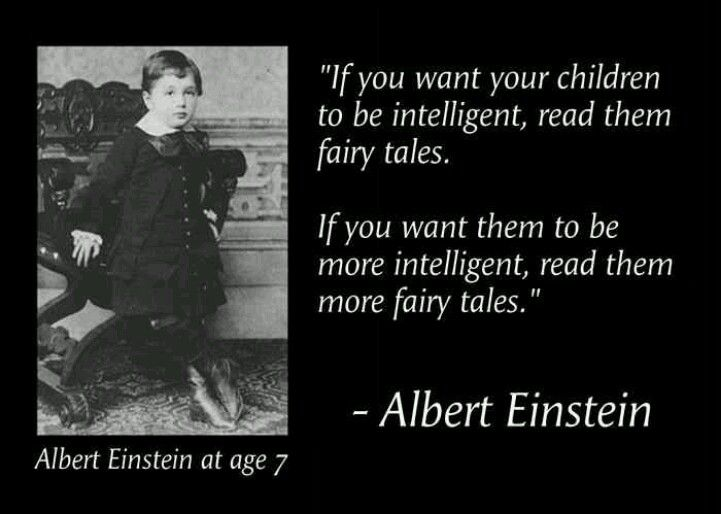 "If you want your children
to be intelligent, read them
fairy tales.
If you want them to be
more intelligent, read them
more fairy tales."
- Albert Einstein
Albert Einstein at age 7